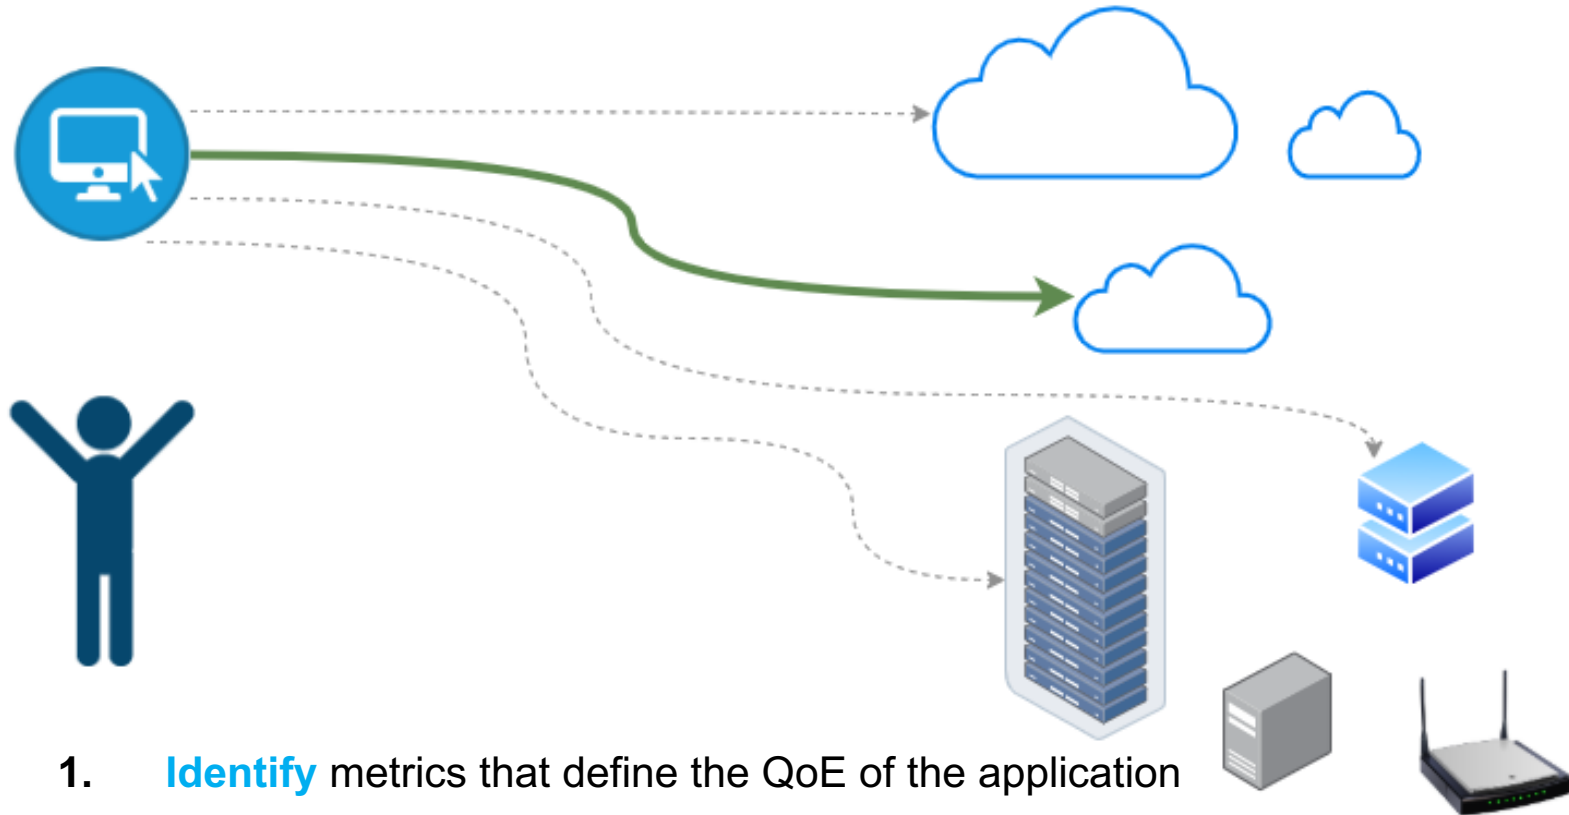 1. Identify metrics that define the QoE of the application